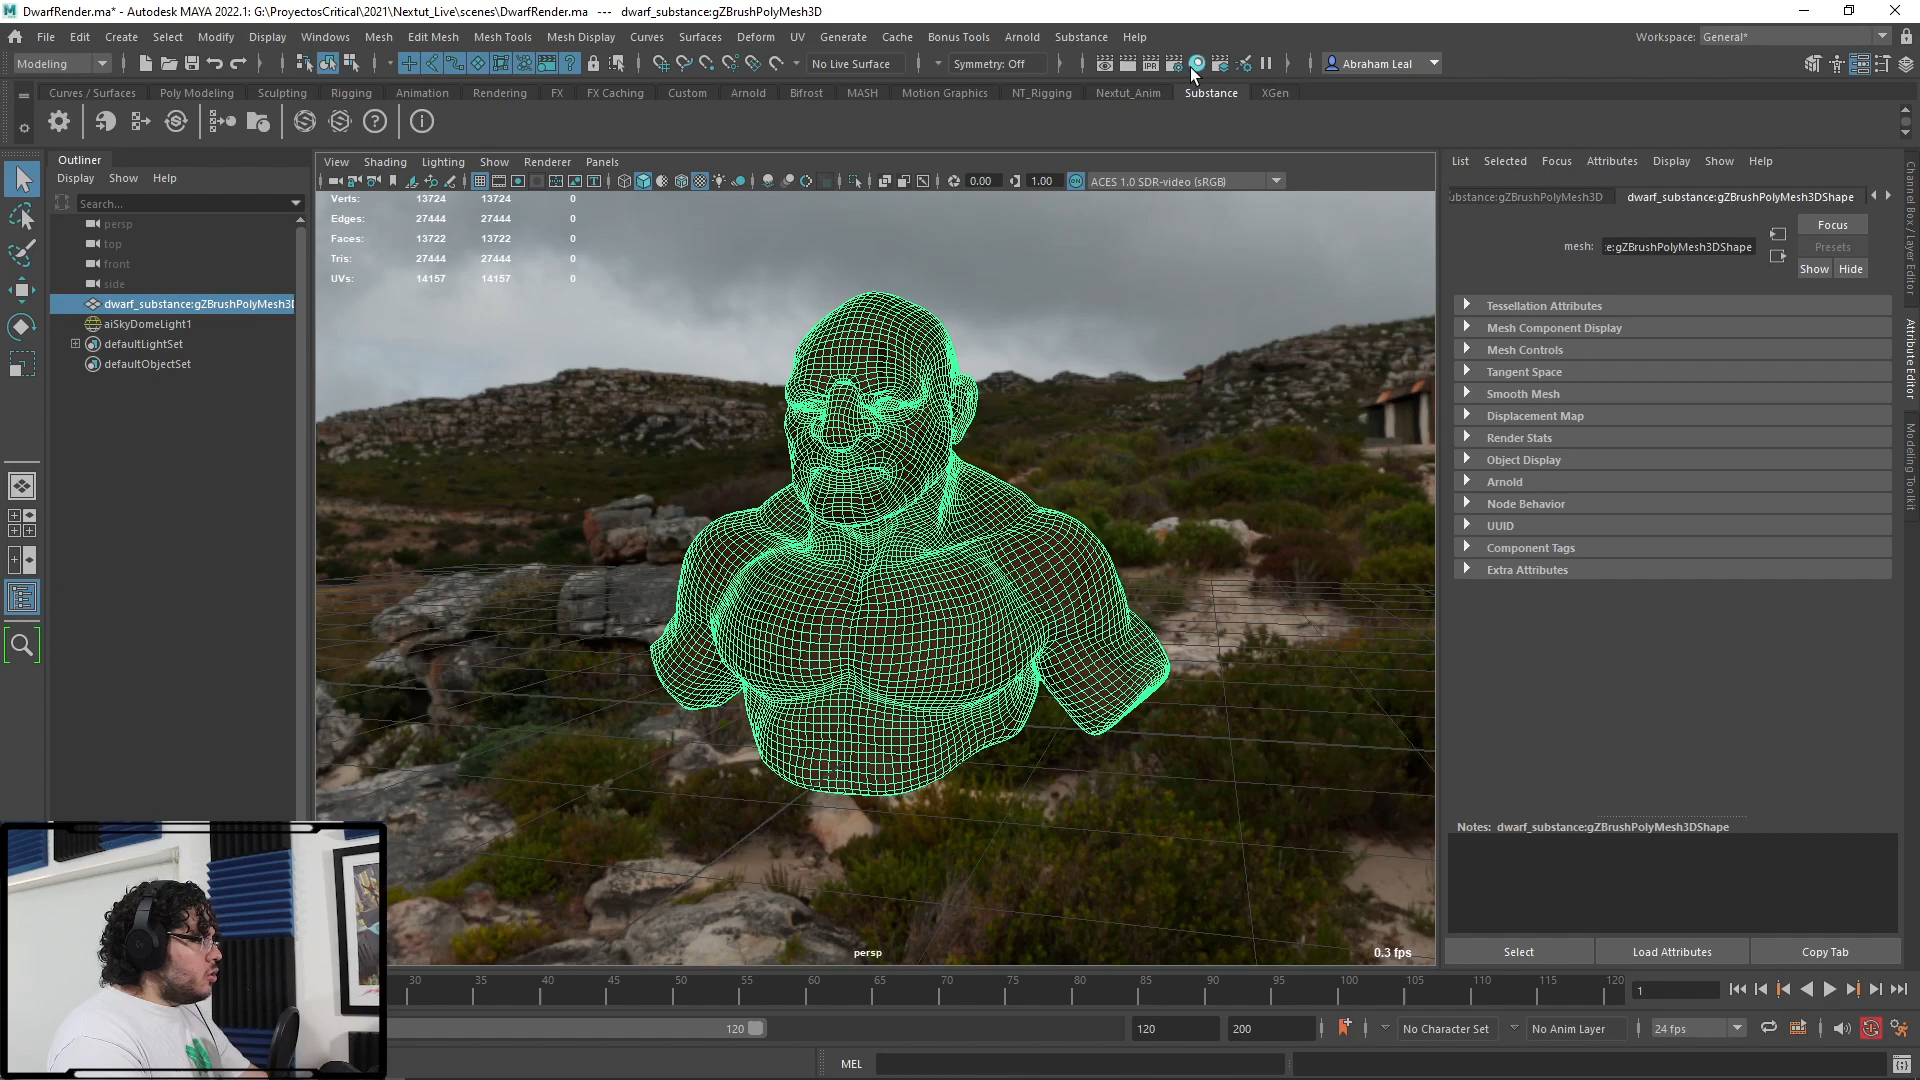 DwarfRender.ma* - Autodesk MAYA 2022.1: G:\ProyectosCritical\2021\Nextut_Live\scenes\DwarfRender.ma   ---   dwarf_substance:gZBrushPolyMesh3D
File Edit Create Select Modify Display Windows Mesh Edit Mesh Mesh Tools Mesh Display Curves Surfaces Deform UV Generate Cache Bonus Tools Arnold Substance Help
Workspace: General*
Modeling No Live Surface Symmetry: Off IPR Abraham Leal
Curves / Surfaces Poly Modeling Sculpting Rigging Animation Rendering FX FX Caching Custom Arnold Bifrost MASH Motion Graphics NT_Rigging Nextut_Anim Substance XGen
Outliner
Display Show Help
Search...
persp
top
front
side
dwarf_substance:gZBrushPolyMesh3D
aiSkyDomeLight1
defaultLightSet
defaultObjectSet
View Shading Lighting Show Renderer Panels
0.00 1.00 ACES 1.0 SDR-video (sRGB)
Verts: 13724 13724 0
Edges: 27444 27444 0
Faces: 13722 13722 0
Tris: 27444 27444 0
UVs: 14157 14157 0
persp
0.3 fps
List Selected Focus Attributes Display Show Help
ubstance:gZBrushPolyMesh3D dwarf_substance:gZBrushPolyMesh3DShape
mesh: :e:gZBrushPolyMesh3DShape
Focus
Presets
Show Hide
Tessellation Attributes
Mesh Component Display
Mesh Controls
Tangent Space
Smooth Mesh
Displacement Map
Render Stats
Object Display
Arnold
Node Behavior
UUID
Component Tags
Extra Attributes
Notes: dwarf_substance:gZBrushPolyMesh3DShape
Select Load Attributes Copy Tab
Channel Box / Layer Editor
Attribute Editor
Modeling Toolkit
30 35 40 45 50 55 60 65 70 75 80 85 90 95 100 105 110 115 120
1
120 120 200 No Character Set No Anim Layer 24 fps
MEL